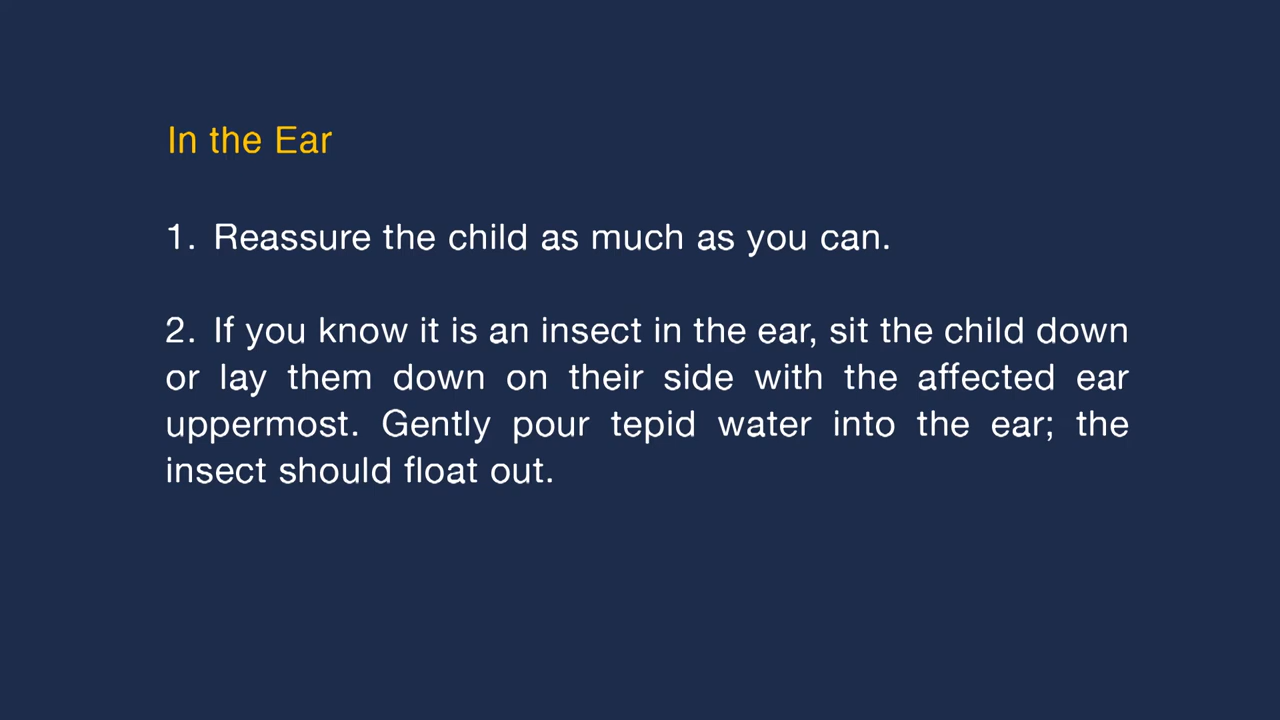 In the Ear
1. Reassure the child as much as you can.
2. If you know it is an insect in the ear, sit the child down
or lay them down on their side with the affected ear
uppermost. Gently pour tepid water into the ear; the
insect should float out.